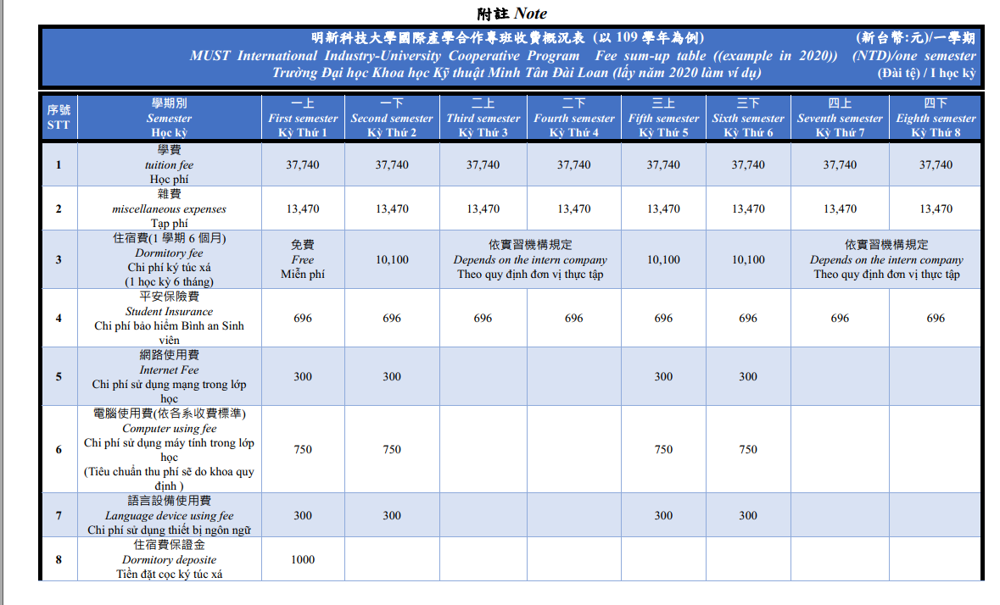 附註 Note
明新科技大學國際產學合作專班收費概況表 (以 109 學年為例) (新台幣:元)/一學期
MUST International Industry-University Cooperative Program Fee sum-up table ((example in 2020)) (NTD)/one semester
Trường Đại học Khoa học Kỹ thuật Minh Tân Đài Loan (lấy năm 2020 làm ví dụ) (Đài tệ) / I học kỳ
序號
STT
學期別
Semester
Học kỳ
一上
First semester
Kỳ Thứ 1
一下
Second semester
Kỳ Thứ 2
二上
Third semester
Kỳ Thứ 3
二下
Fourth semester
Kỳ Thứ 4
三上
Fifth semester
Kỳ Thứ 5
三下
Sixth semester
Kỳ Thứ 6
四上
Seventh semester
Kỳ Thứ 7
四下
Eighth semester
Kỳ Thứ 8
1
學費
tuition fee
Học phí
37,740
37,740
37,740
37,740
37,740
37,740
37,740
37,740
2
雜費
miscellaneous expenses
Tạp phí
13,470
13,470
13,470
13,470
13,470
13,470
13,470
13,470
3
住宿費(1 學期 6 個月)
Dormitory fee
Chi phí ký túc xá
(1 học kỳ 6 tháng)
免費
Free
Miễn phí
10,100
依實習機構規定
Depends on the intern company
Theo quy định đơn vị thực tập
10,100
10,100
依實習機構規定
Depends on the intern company
Theo quy định đơn vị thực tập
4
平安保險費
Student Insurance
Chi phí bảo hiểm Bình an Sinh
viên
696
696
696
696
696
696
696
696
5
網路使用費
Internet Fee
Chi phí sử dụng mạng trong lớp
học
300
300
300
300
6
電腦使用費(依各系收費標準)
Computer using fee
Chi phí sử dụng máy tính trong lớp
học
(Tiêu chuẩn thu phí sẽ do khoa quy
định )
750
750
750
750
7
語言設備使用費
Language device using fee
Chi phí sử dụng thiết bị ngôn ngữ
300
300
300
300
8
住宿費保證金
Dormitory deposite
Tiền đặt cọc ký túc xá
1000